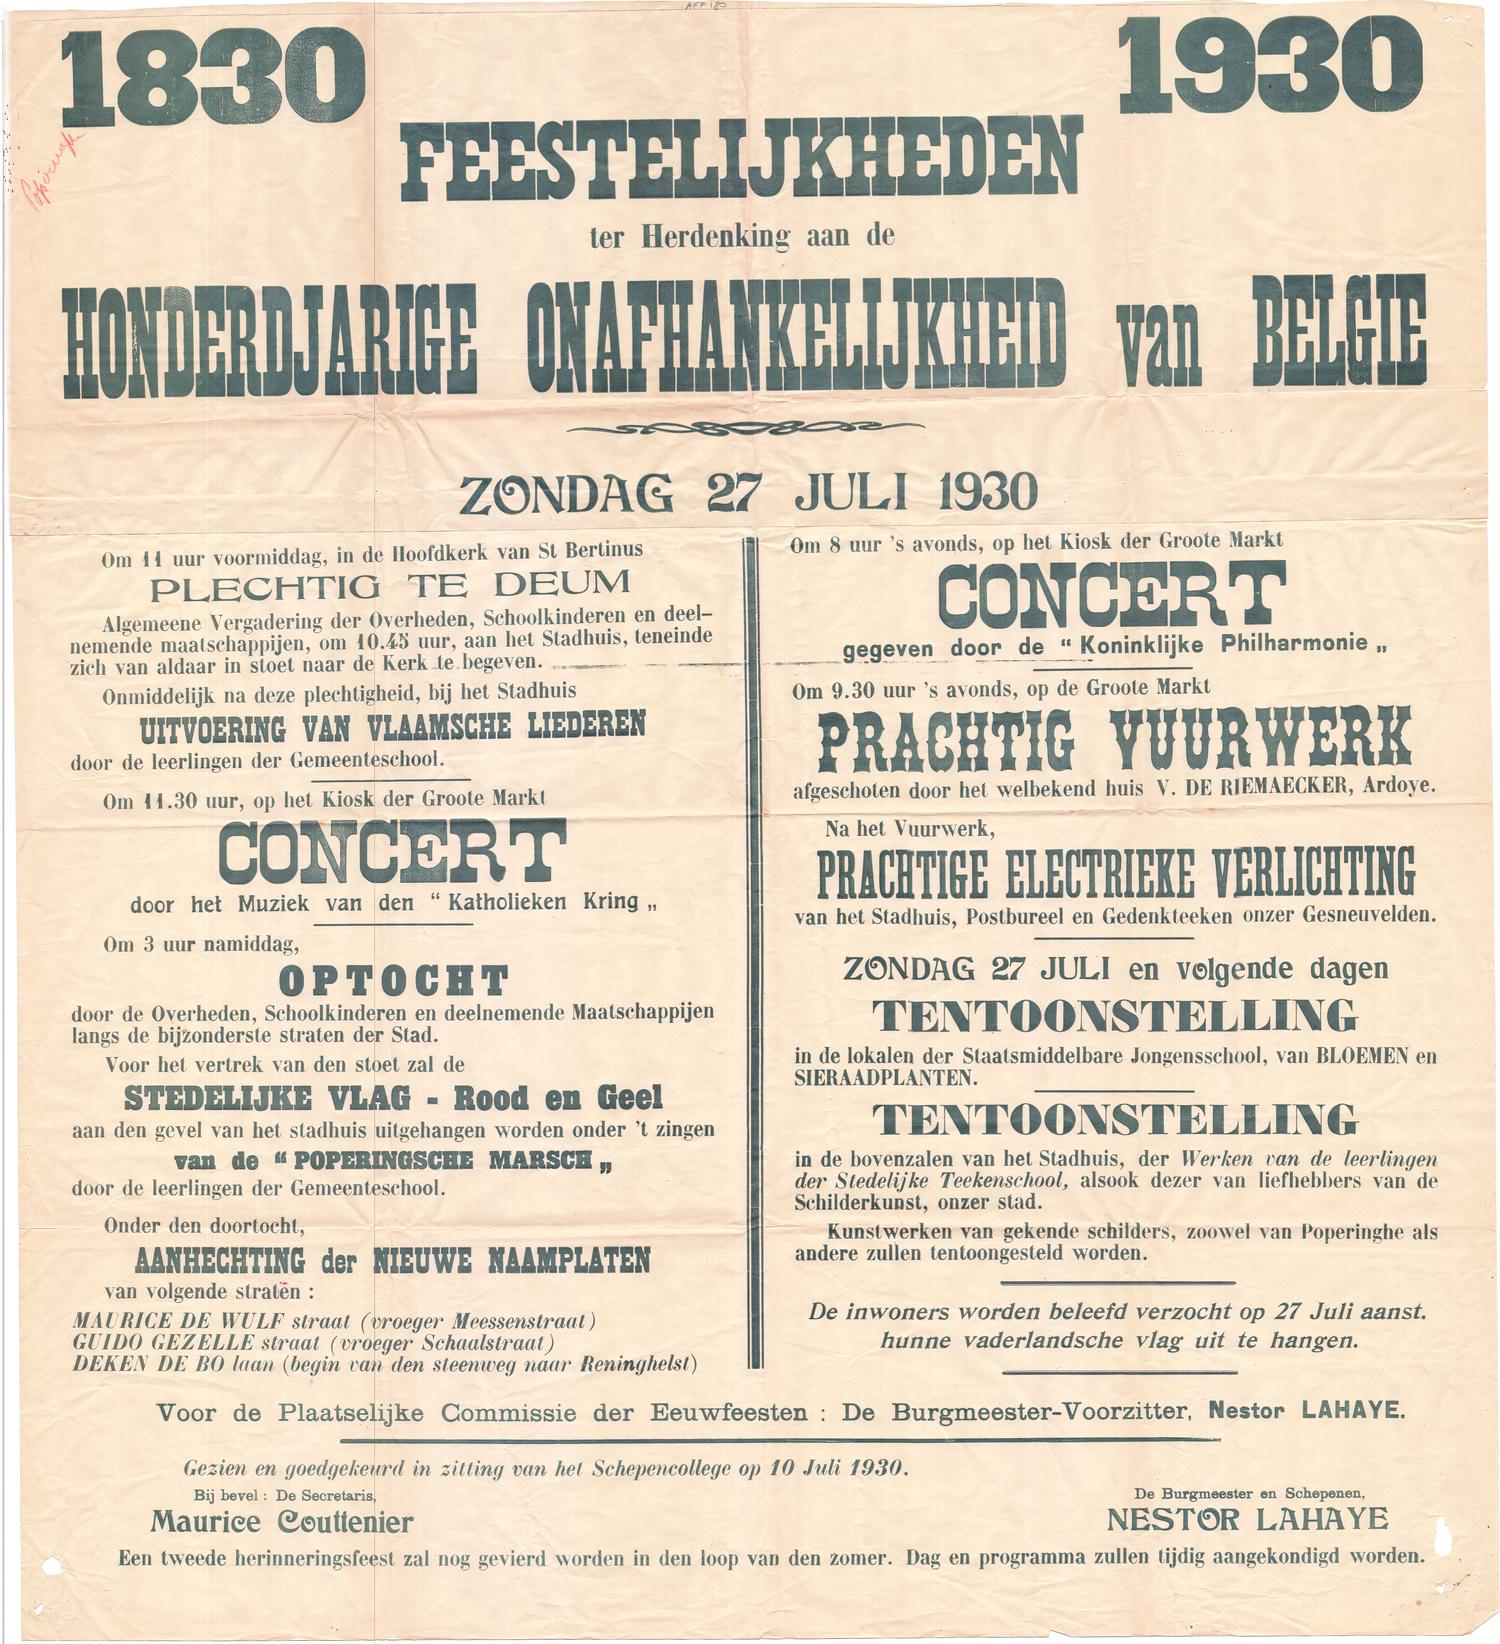 AFF 180
1830
1930
FEESTELIJKHEDEN
ter Herdenking aan de
HONDERDJARIGE ONAFHANKELIJKHEID van BELGIE
ZONDAG 27 JULI 1930
Om 11 uur voormiddag, in de Hoofdkerk van St Bertinus
PLECHTIG TE DEUM
Algemeene Vergadering der Overheden, Schoolkinderen en deel-
nemende maatschappijen, om 10.45 uur, aan het Stadhuis, teneinde
zich van aldaar in stoet naar de Kerk te begeven.
Onmiddelijk na deze plechtigheid, bij het Stadhuis
UITVOERING VAN VLAAMSCHE LIEDEREN
door de leerlingen der Gemeenteschool.
Om 11.30 uur, op het Kiosk der Groote Markt
CONCERT
door het Muziek van den “ Katholieken Kring „
Om 3 uur namiddag,
OPTOCHT
door de Overheden, Schoolkinderen en deelnemende Maatschappijen
langs de bijzonderste straten der Stad.
Voor het vertrek van den stoet zal de
STEDELIJKE VLAG - Rood en Geel
aan den gevel van het stadhuis uitgehangen worden onder 't zingen
van de “ POPERINGSCHE MARSCH „
door de leerlingen der Gemeenteschool.
Onder den doortocht,
AANHECHTING der NIEUWE NAAMPLATEN
van volgende straten :
MAURICE DE WULF straat (vroeger Meessenstraat)
GUIDO GEZELLE straat (vroeger Schaalstraat)
DEKEN DE BO laan (begin van den steenweg naar Reninghelst)
Om 8 uur 's avonds, op het Kiosk der Groote Markt
CONCERT
gegeven door de “ Koninklijke Philharmonie „
Om 9.30 uur 's avonds, op de Groote Markt
PRACHTIG VUURWERK
afgeschoten door het welbekend huis V. DE RIEMAECKER, Ardoye.
Na het Vuurwerk,
PRACHTIGE ELECTRIEKE VERLICHTING
van het Stadhuis, Postbureel en Gedenkteeken onzer Gesneuvelden.
ZONDAG 27 JULI en volgende dagen
TENTOONSTELLING
in de lokalen der Staatsmiddelbare Jongensschool, van BLOEMEN en
SIERAADPLANTEN.
TENTOONSTELLING
in de bovenzalen van het Stadhuis, der Werken van de leerlingen
der Stedelijke Teekenschool, alsook dezer van liefhebbers van de
Schilderkunst, onzer stad.
Kunstwerken van gekende schilders, zoowel van Poperinghe als
andere zullen tentoongesteld worden.
De inwoners worden beleefd verzocht op 27 Juli aanst.
hunne vaderlandsche vlag uit te hangen.
Voor de Plaatselijke Commissie der Eeuwfeesten : De Burgmeester-Voorzitter, Nestor LAHAYE.
Gezien en goedgekeurd in zitting van het Schepencollege op 10 Juli 1930.
Bij bevel : De Secretaris,
Maurice Couttenier
De Burgmeester en Schepenen,
NESTOR LAHAYE
Een tweede herinneringsfeest zal nog gevierd worden in den loop van den zomer. Dag en programma zullen tijdig aangekondigd worden.